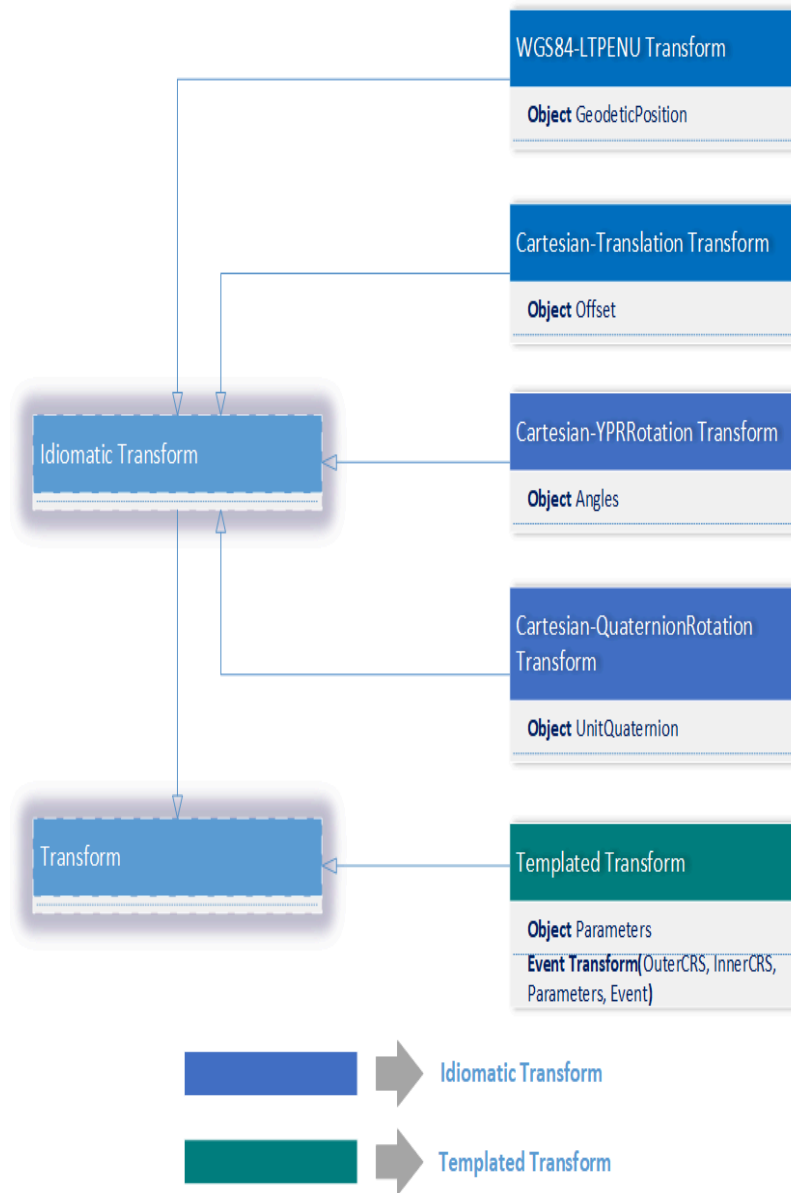 WGS84-LTPENU Transform
Object GeodeticPosition
Cartesian-Translation Transform
Object Offset
Idiomatic Transform
Cartesian-YPRRotation Transform
Object Angles
Cartesian-QuaternionRotation
Transform
Object UnitQuaternion
Transform
Templated Transform
Object Parameters
Event Transform(OuterCRS, InnerCRS,
Parameters, Event)
Idiomatic Transform
Templated Transform